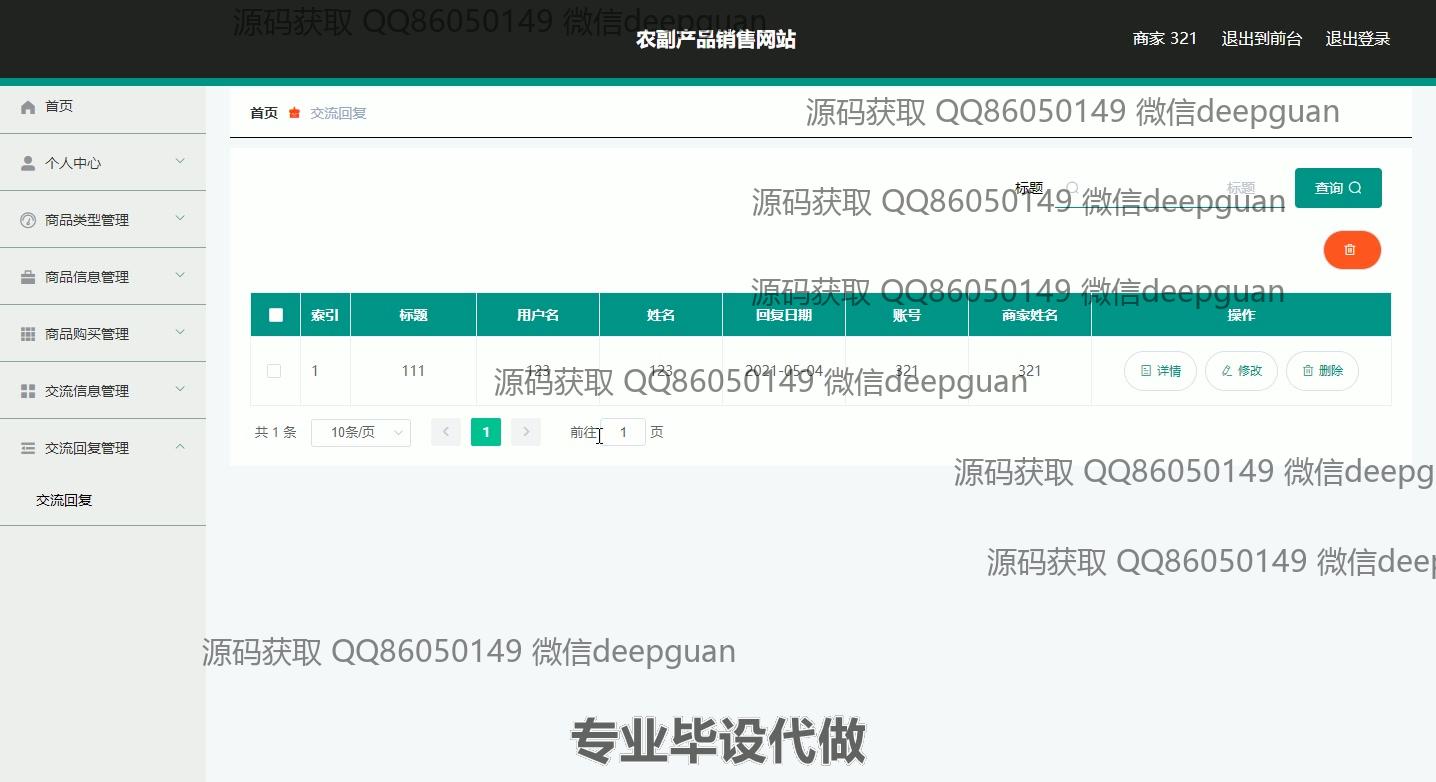 源码获取 QQ86050149 微信deepguan
农副产品销售网站
商家 321 退出到前台 退出登录
首页
个人中心
商品类型管理
商品信息管理
商品购买管理
交流信息管理
交流回复管理
交流回复
首页 交流回复
源码获取 QQ86050149 微信deepguan
标题 标题 查询
源码获取 QQ86050149 微信deepguan
源码获取 QQ86050149 微信deepguan
索引 标题 用户名 姓名 回复日期 账号 商家姓名 操作
1 111 123 123 2021-05-04 321 321 详情 修改 删除
源码获取 QQ86050149 微信deepguan
共 1 条 10条/页 1 前往 1 页
源码获取 QQ86050149 微信deepg
源码获取 QQ86050149 微信deep
源码获取 QQ86050149 微信deepguan
专业毕设代做